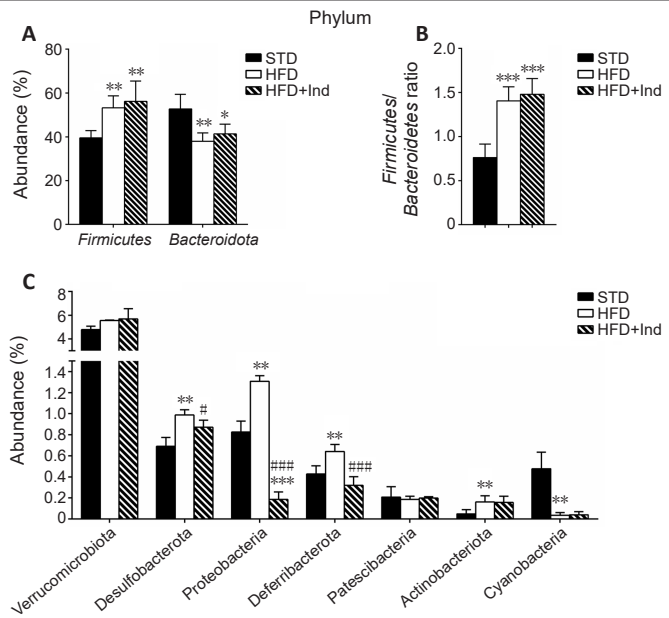 Phylum
A
Abundance (%)
80
60
40
20
0
** **
** *
Firmicutes
Bacteroidota
STD
HFD
HFD+Ind
B
Firmicutes/
Bacteroidetes ratio
2.0
1.5
1.0
0.5
0
*** ***
STD
HFD
HFD+Ind
C
Abundance (%)
8
6
4
1.4
1.2
1.0
0.8
0.6
0.4
0.2
0
** #
**
###
***
** ###
**
**
Verrucomicrobiota
Desulfobacterota
Proteobacteria
Deferribacterota
Patescibacteria
Actinobacteriota
Cyanobacteria
STD
HFD
HFD+Ind